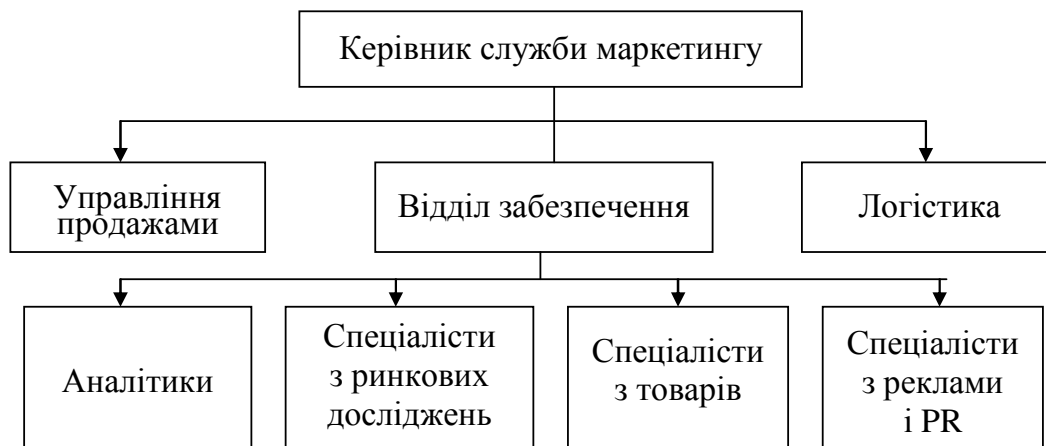 Керівник служби маркетингу
Управління
продажами
Відділ забезпечення
Логістика
Аналітики
Спеціалісти
з ринкових
досліджень
Спеціалісти
з товарів
Спеціалісти
з реклами
і PR